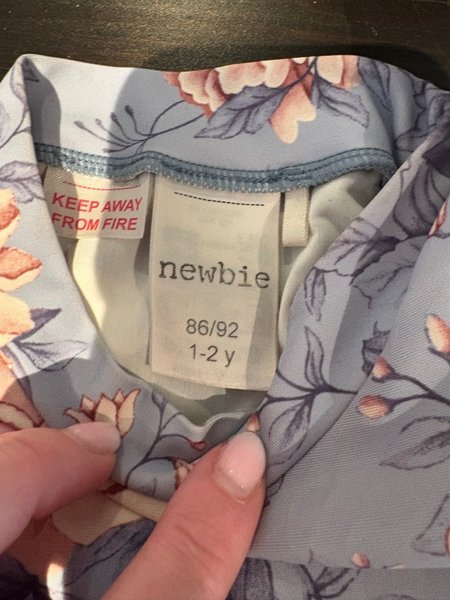 KEEP AWAY
FROM FIRE
newbie
86/92
1-2 y